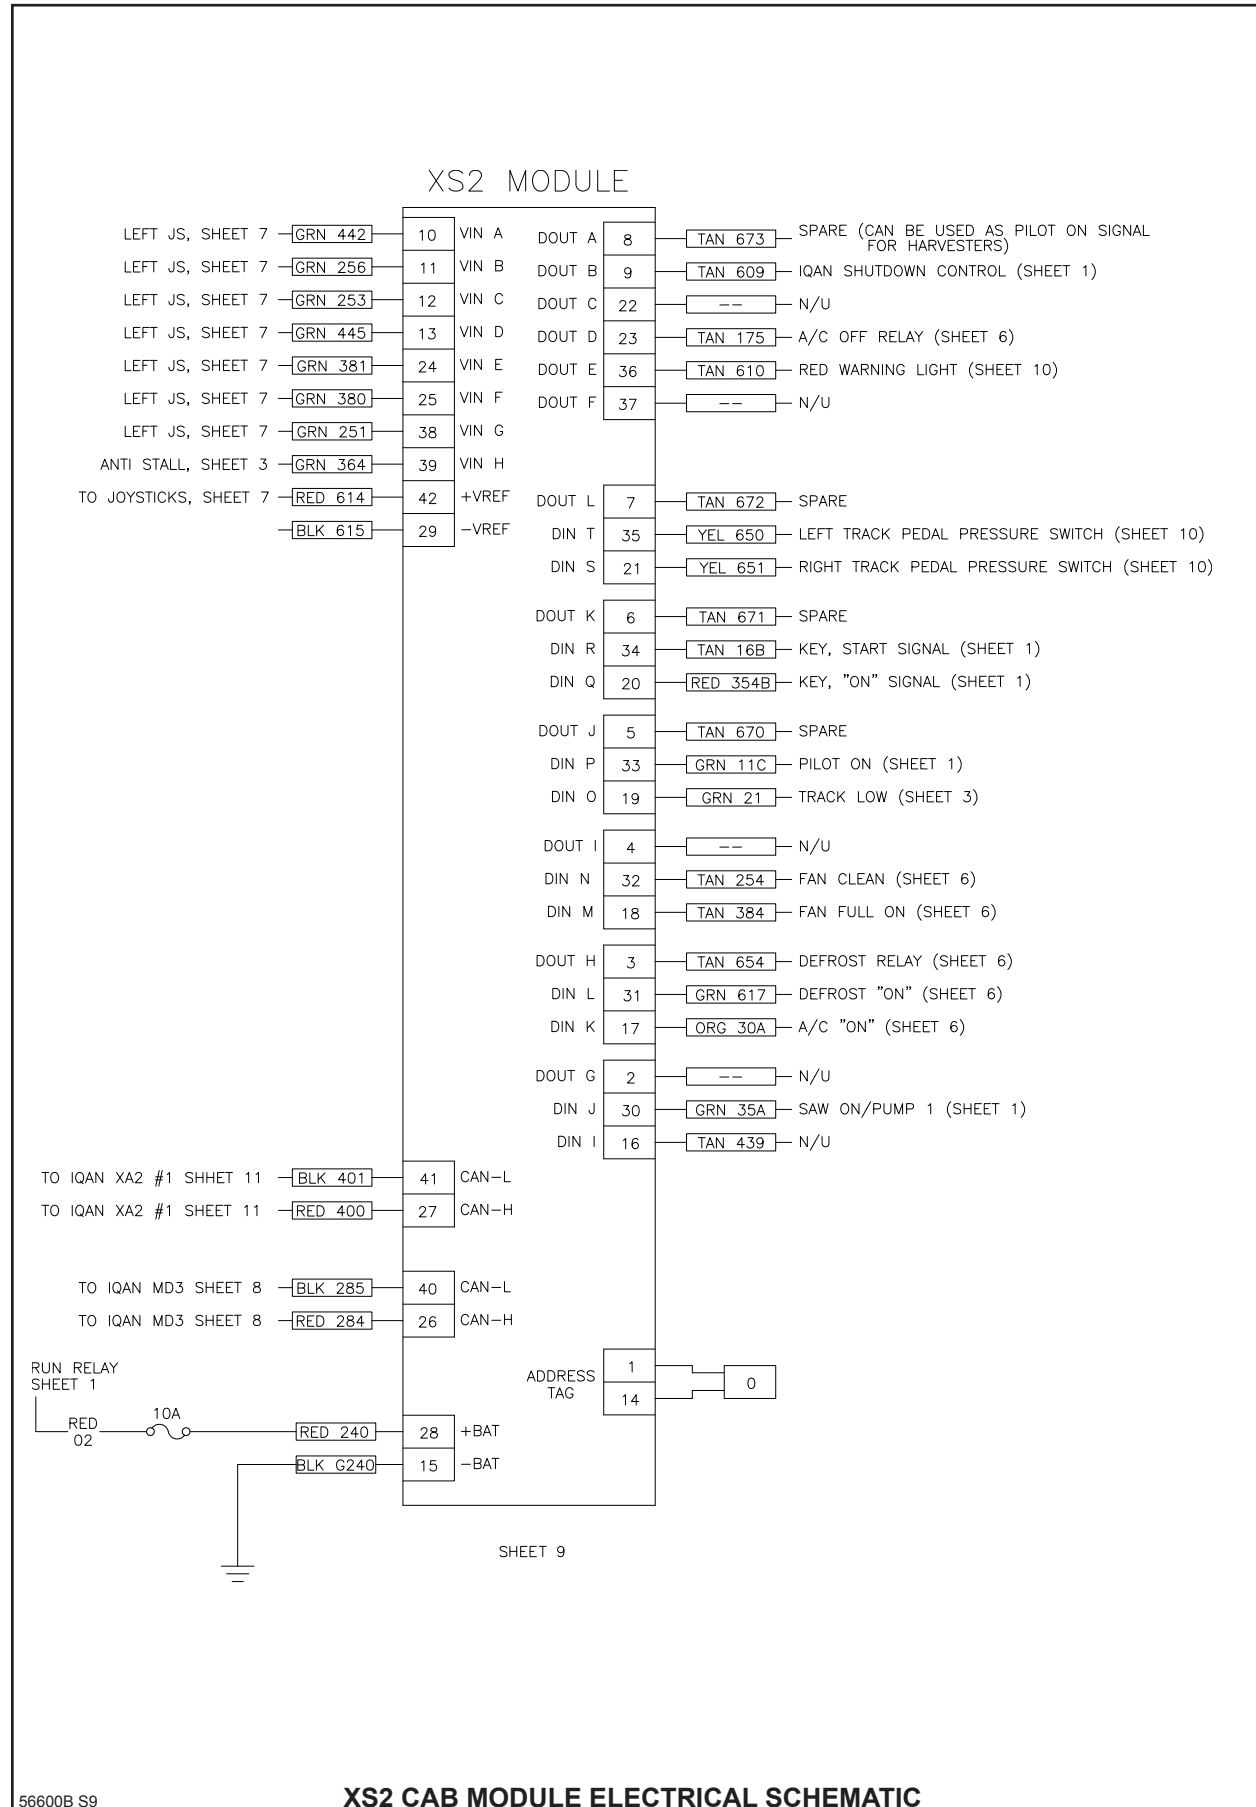 XS2 MODULE
LEFT JS, SHEET 7 GRN 442 10 VIN A
LEFT JS, SHEET 7 GRN 256 11 VIN B
LEFT JS, SHEET 7 GRN 253 12 VIN C
LEFT JS, SHEET 7 GRN 445 13 VIN D
LEFT JS, SHEET 7 GRN 381 24 VIN E
LEFT JS, SHEET 7 GRN 380 25 VIN F
LEFT JS, SHEET 7 GRN 251 38 VIN G
ANTI STALL, SHEET 3 GRN 364 39 VIN H
TO JOYSTICKS, SHEET 7 RED 614 42 +VREF
BLK 615 29 -VREF
DOUT A 8 TAN 673 SPARE (CAN BE USED AS PILOT ON SIGNAL
FOR HARVESTERS)
DOUT B 9 TAN 609 IQAN SHUTDOWN CONTROL (SHEET 1)
DOUT C 22 -- N/U
DOUT D 23 TAN 175 A/C OFF RELAY (SHEET 6)
DOUT E 36 TAN 610 RED WARNING LIGHT (SHEET 10)
DOUT F 37 -- N/U
DOUT L 7 TAN 672 SPARE
DIN T 35 YEL 650 LEFT TRACK PEDAL PRESSURE SWITCH (SHEET 10)
DIN S 21 YEL 651 RIGHT TRACK PEDAL PRESSURE SWITCH (SHEET 10)
DOUT K 6 TAN 671 SPARE
DIN R 34 TAN 16B KEY, START SIGNAL (SHEET 1)
DIN Q 20 RED 354B KEY, "ON" SIGNAL (SHEET 1)
DOUT J 5 TAN 670 SPARE
DIN P 33 GRN 11C PILOT ON (SHEET 1)
DIN O 19 GRN 21 TRACK LOW (SHEET 3)
DOUT I 4 -- N/U
DIN N 32 TAN 254 FAN CLEAN (SHEET 6)
DIN M 18 TAN 384 FAN FULL ON (SHEET 6)
DOUT H 3 TAN 654 DEFROST RELAY (SHEET 6)
DIN L 31 GRN 617 DEFROST "ON" (SHEET 6)
DIN K 17 ORG 30A A/C "ON" (SHEET 6)
DOUT G 2 -- N/U
DIN J 30 GRN 35A SAW ON/PUMP 1 (SHEET 1)
DIN I 16 TAN 439 N/U
TO IQAN XA2 #1 SHHET 11 BLK 401 41 CAN-L
TO IQAN XA2 #1 SHEET 11 RED 400 27 CAN-H
TO IQAN MD3 SHEET 8 BLK 285 40 CAN-L
TO IQAN MD3 SHEET 8 RED 284 26 CAN-H
ADDRESS
TAG
1
14
0
RUN RELAY
SHEET 1
RED
02
10A
RED 240 28 +BAT
BLK G240 15 -BAT
SHEET 9
56600B S9
XS2 CAB MODULE ELECTRICAL SCHEMATIC